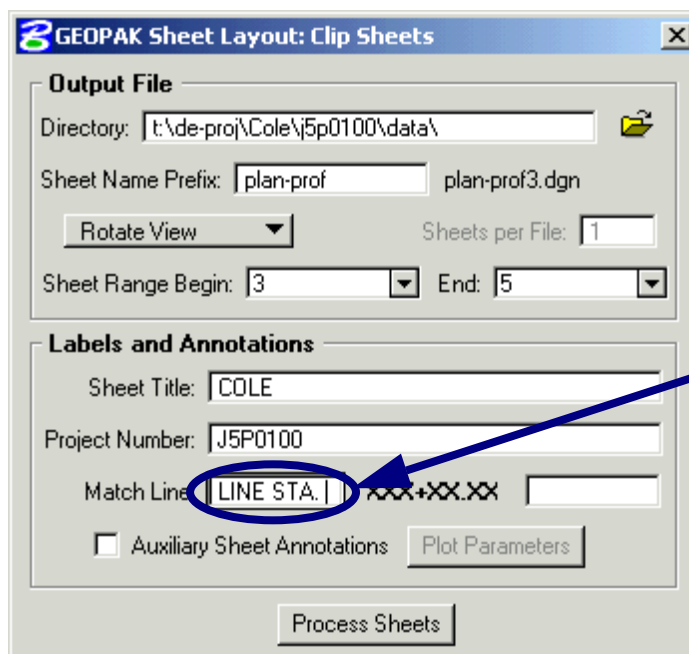 GEOPAK Sheet Layout: Clip Sheets
Output File
Directory: t:\de-proj\Cole\j5p0100\data\
Sheet Name Prefix: plan-prof plan-prof3.dgn
Rotate View Sheets per File: 1
Sheet Range Begin: 3 End: 5
Labels and Annotations
Sheet Title: COLE
Project Number: J5P0100
Match Line LINE STA. XXX+XX.XX
Auxiliary Sheet Annotations Plot Parameters
Process Sheets